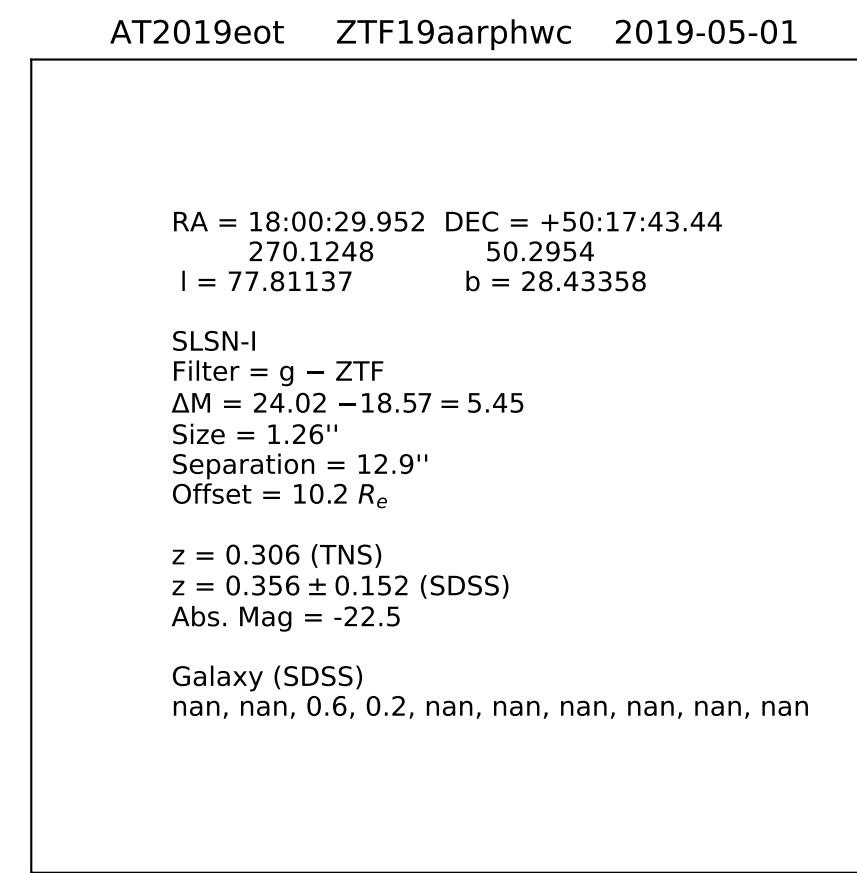 AT2019eot ZTF19aarphwc 2019-05-01
RA = 18:00:29.952 DEC = +50:17:43.44
270.1248 50.2954
l = 77.81137 b = 28.43358
SLSN-I
Filter = g − ZTF
ΔM = 24.02 −18.57 = 5.45
Size = 1.26''
Separation = 12.9''
Offset = 10.2 Rₑ
z = 0.306 (TNS)
z = 0.356 ± 0.152 (SDSS)
Abs. Mag = -22.5
Galaxy (SDSS)
nan, nan, 0.6, 0.2, nan, nan, nan, nan, nan, nan